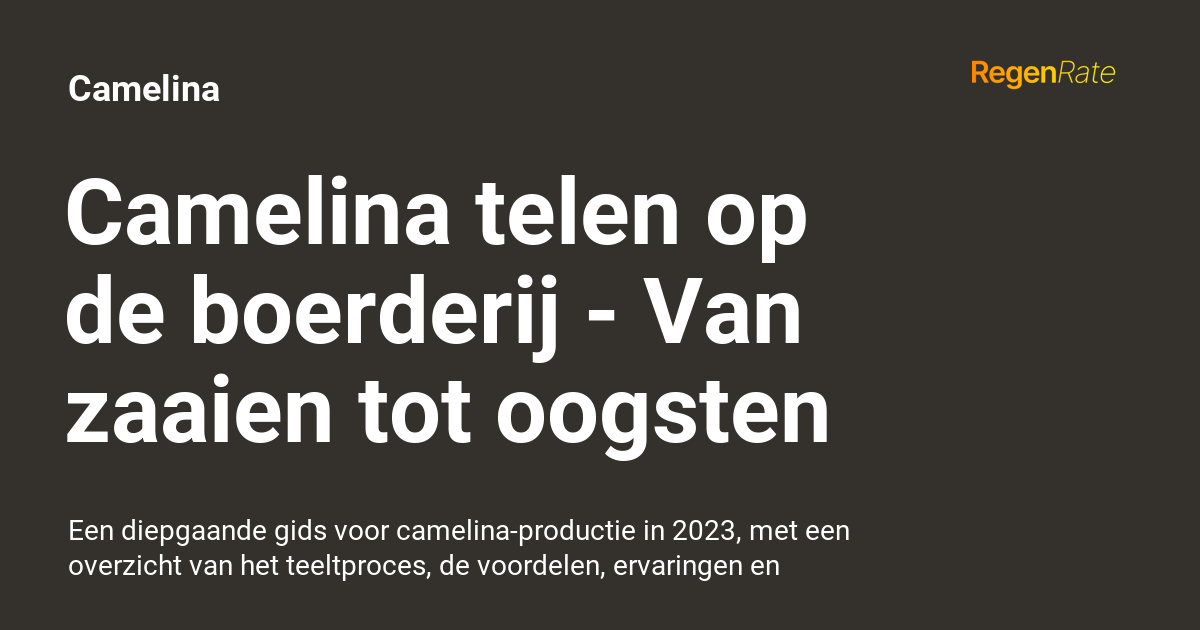 Camelina
RegenRate
Camelina telen op
de boerderij - Van
zaaien tot oogsten
Een diepgaande gids voor camelina-productie in 2023, met een
overzicht van het teeltproces, de voordelen, ervaringen en